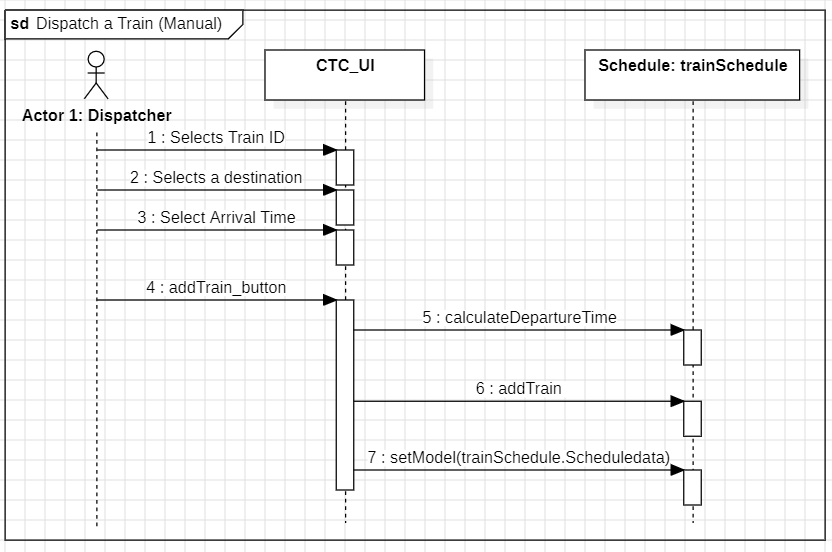 sd Dispatch a Train (Manual)
Actor 1: Dispatcher
CTC_UI
Schedule: trainSchedule
1 : Selects Train ID
2 : Selects a destination
3 : Select Arrival Time
4 : addTrain_button
5 : calculateDepartureTime
6 : addTrain
7 : setModel(trainSchedule.Scheduledata)